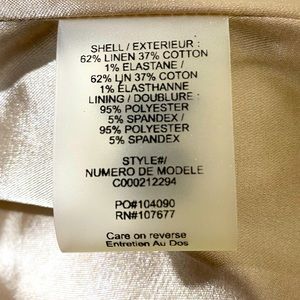 SHELL / EXTERIEUR :
62% LINEN 37% COTTON
1% ELASTANE /
62% LIN 37% COTON
1% ÉLASTHANNE
LINING / DOUBLURE :
95% POLYESTER
5% SPANDEX /
95% POLYESTER
5% SPANDEX
STYLE#/
NUMERO DE MODELE
C000212294
PO#104090
RN#107677
Care on reverse
Entretien Au Dos